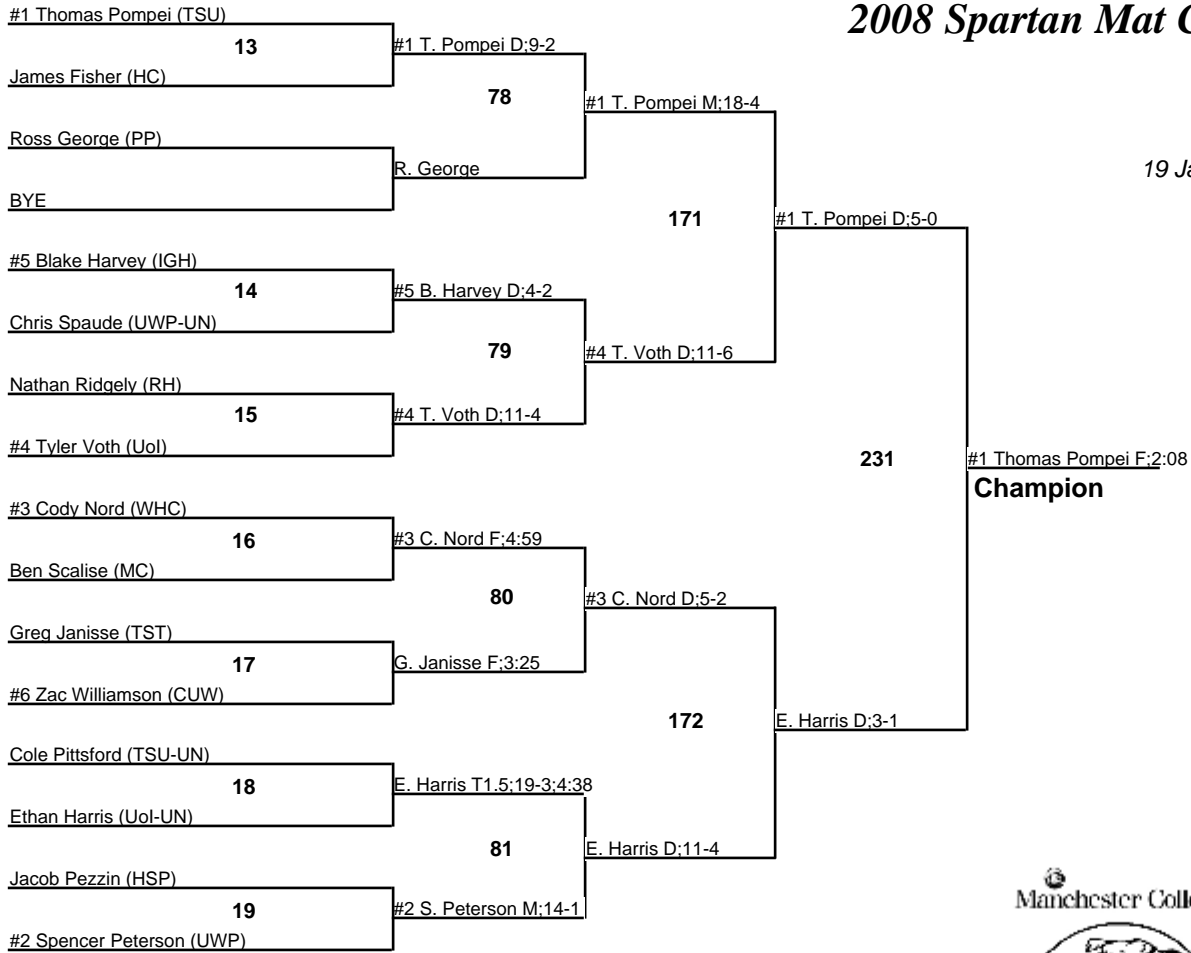 2008 Spartan Mat C
19 Ja
#1 Thomas Pompei (TSU)
13
James Fisher (HC)
#1 T. Pompei D;9-2
78
Ross George (PP)
BYE
R. George
#1 T. Pompei M;18-4
171
#5 Blake Harvey (IGH)
14
Chris Spaude (UWP-UN)
#5 B. Harvey D;4-2
79
Nathan Ridgely (RH)
15
#4 Tyler Voth (UoI)
#4 T. Voth D;11-4
#4 T. Voth D;11-6
#1 T. Pompei D;5-0
231
#1 Thomas Pompei F;2:08
Champion
#3 Cody Nord (WHC)
16
Ben Scalise (MC)
#3 C. Nord F;4:59
80
Greg Janisse (TST)
17
#6 Zac Williamson (CUW)
G. Janisse F;3:25
#3 C. Nord D;5-2
172
E. Harris D;3-1
Cole Pittsford (TSU-UN)
18
Ethan Harris (UoI-UN)
E. Harris T1.5;19-3;4:38
81
E. Harris D;11-4
Jacob Pezzin (HSP)
19
#2 Spencer Peterson (UWP)
#2 S. Peterson M;14-1
Manchester Coll